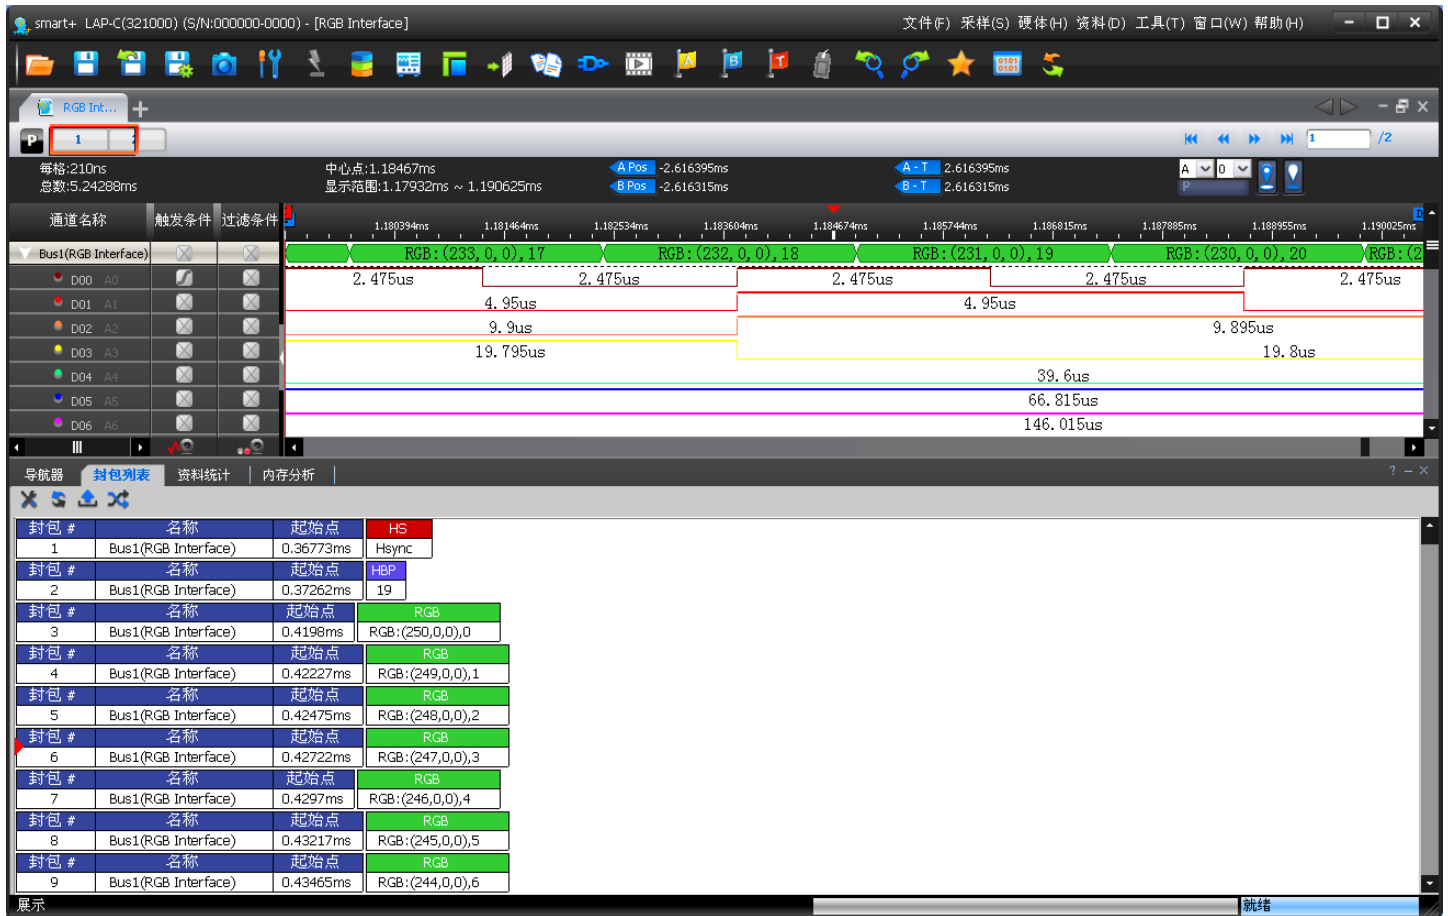 smart+ LAP-C(321000) (S/N:000000-0000) - [RGB Interface] 文件(F) 采样(S) 硬体(H) 资料(D) 工具(T) 窗口(W) 帮助(H)
RGB Int...
P 1 2 1 /2
每格:210ns 中心点:1.18467ms A Pos -2.616395ms A - T 2.616395ms A 0
总数:5.24288ms 显示范围:1.17932ms ~ 1.190625ms B Pos -2.616315ms B - T 2.616315ms P
通道名称 触发条件 过滤条件 1.180394ms 1.181464ms 1.182534ms 1.183604ms 1.184674ms 1.185744ms 1.186815ms 1.187885ms 1.188955ms 1.190025ms D
Bus1(RGB Interface) RGB:(233,0,0),17 RGB:(232,0,0),18 RGB:(231,0,0),19 RGB:(230,0,0),20 RGB:(2
D00 A0 2.475us 2.475us 2.475us 2.475us 2.475us
D01 A1 4.95us 4.95us
D02 A2 9.9us 9.895us
D03 A3 19.795us 19.8us
D04 A4 39.6us
D05 A5 66.815us
D06 A6 146.015us
导航器 封包列表 资料统计 内存分析
封包 # 名称 起始点 HS
1 Bus1(RGB Interface) 0.36773ms Hsync
封包 # 名称 起始点 HBP
2 Bus1(RGB Interface) 0.37262ms 19
封包 # 名称 起始点 RGB
3 Bus1(RGB Interface) 0.4198ms RGB:(250,0,0),0
封包 # 名称 起始点 RGB
4 Bus1(RGB Interface) 0.42227ms RGB:(249,0,0),1
封包 # 名称 起始点 RGB
5 Bus1(RGB Interface) 0.42475ms RGB:(248,0,0),2
封包 # 名称 起始点 RGB
6 Bus1(RGB Interface) 0.42722ms RGB:(247,0,0),3
封包 # 名称 起始点 RGB
7 Bus1(RGB Interface) 0.4297ms RGB:(246,0,0),4
封包 # 名称 起始点 RGB
8 Bus1(RGB Interface) 0.43217ms RGB:(245,0,0),5
封包 # 名称 起始点 RGB
9 Bus1(RGB Interface) 0.43465ms RGB:(244,0,0),6
展示 就绪